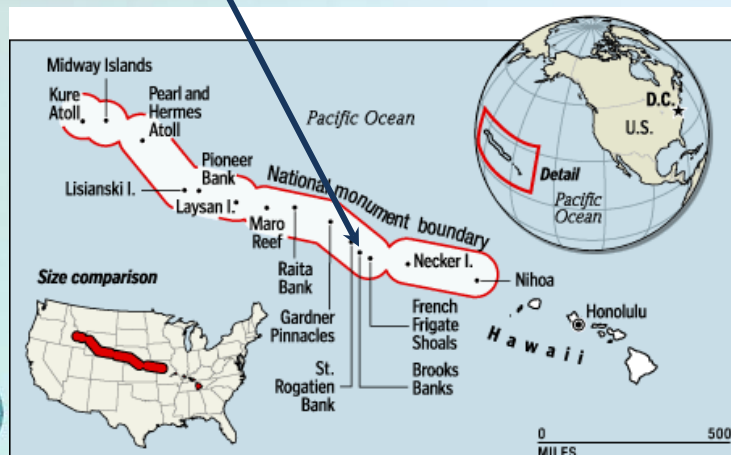 Midway Islands
Kure
Atoll
Pearl and
Hermes
Atoll
Pacific Ocean
D.C.
U.S.
Detail
Pacific
Ocean
Pioneer
Bank
National monument boundary
Lisianski I.
Laysan I.
Maro
Reef
Necker I.
Raita
Bank
Nihoa
Size comparison
Gardner
Pinnacles
French
Frigate
Shoals
Honolulu
Hawaii
St.
Rogatien
Bank
Brooks
Banks
0 500
MILES